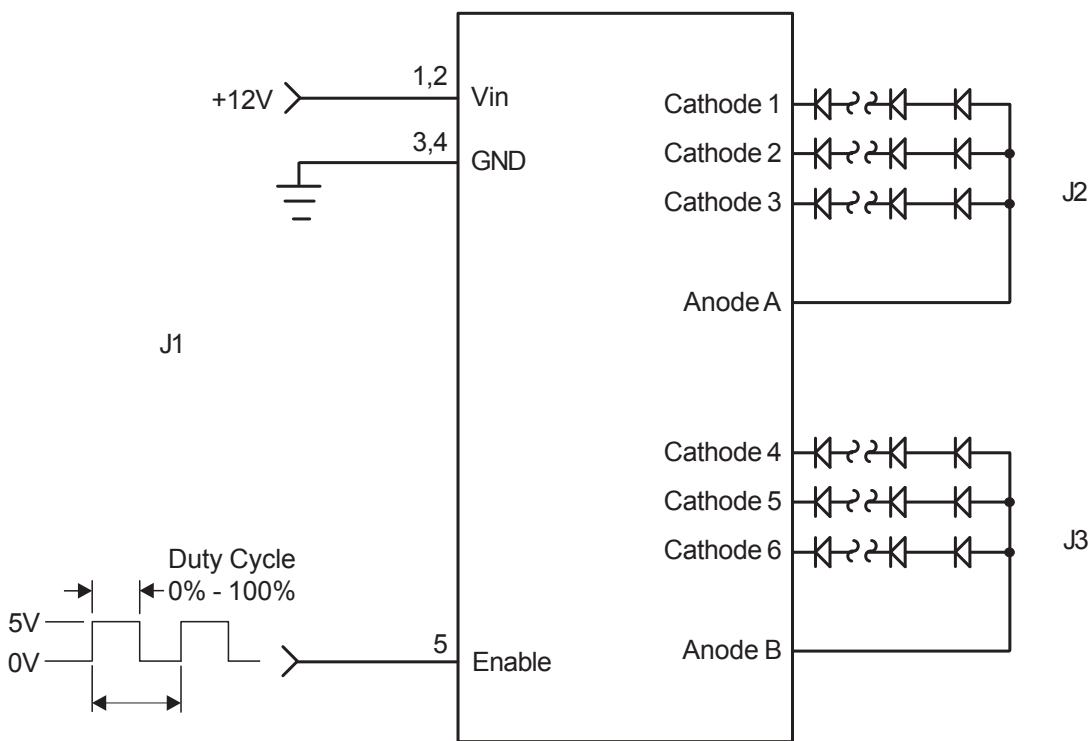 +12V
1,2
Vin
3,4
GND
J1
Duty Cycle
0% - 100%
5V
0V
5
Enable
Cathode 1
Cathode 2
Cathode 3
Anode A
J2
Cathode 4
Cathode 5
Cathode 6
Anode B
J3